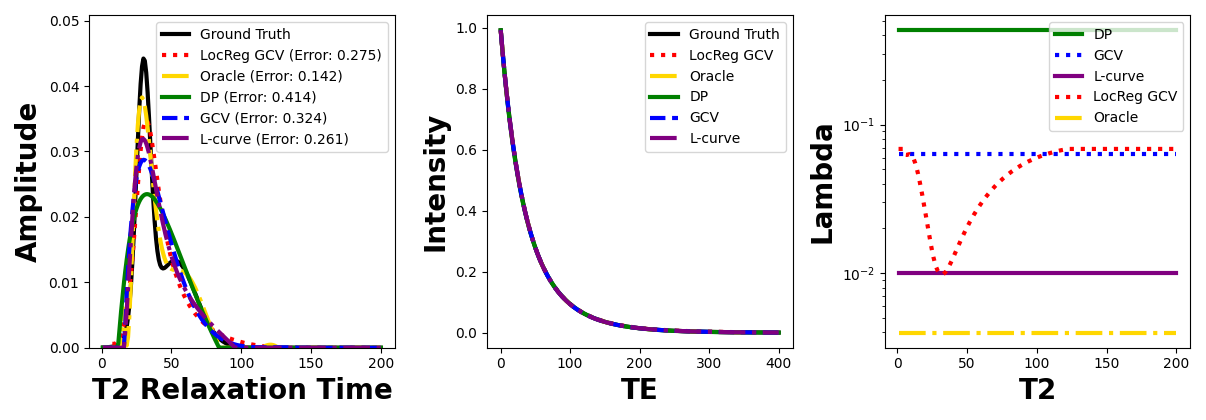 0.05
0.04
0.03
0.02
0.01
0.00
0
50
100
150
200
Amplitude
T2 Relaxation Time
Ground Truth
LocReg GCV (Error: 0.275)
Oracle (Error: 0.142)
DP (Error: 0.414)
GCV (Error: 0.324)
L-curve (Error: 0.261)
1.0
0.8
0.6
0.4
0.2
0.0
0
100
200
300
400
Intensity
TE
Ground Truth
LocReg GCV
Oracle
DP
GCV
L-curve
10⁻¹
10⁻²
0
50
100
150
200
Lambda
T2
DP
GCV
L-curve
LocReg GCV
Oracle